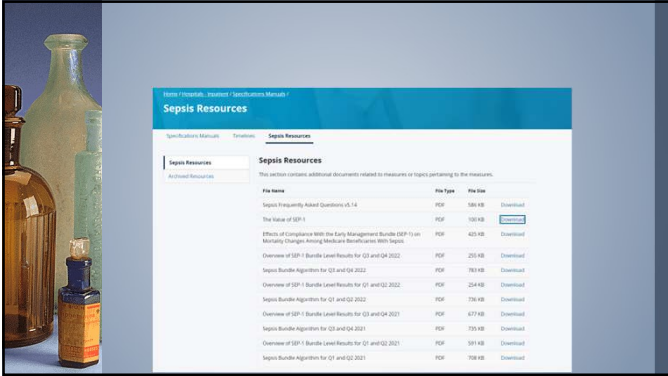 Home / Hospitals - Inpatient / Specifications Manuals /
Sepsis Resources
Specifications Manuals Timelines Sepsis Resources
Sepsis Resources
Archived Resources
Sepsis Resources
This section contains additional documents related to measures or topics pertaining to the measures.
File Name File Type File Size
Sepsis Frequently Asked Questions v5.14 PDF 586 KB Download
The Value of SEP-1 PDF 100 KB Download
Effects of Compliance With the Early Management Bundle (SEP-1) on PDF 425 KB Download
Mortality Changes Among Medicare Beneficiaries With Sepsis
Overview of SEP-1 Bundle Level Results for Q3 and Q4 2022 PDF 255 KB Download
Sepsis Bundle Algorithm for Q3 and Q4 2022 PDF 783 KB Download
Overview of SEP-1 Bundle Level Results for Q1 and Q2 2022 PDF 254 KB Download
Sepsis Bundle Algorithm for Q1 and Q2 2022 PDF 736 KB Download
Overview of SEP-1 Bundle Level Results for Q3 and Q4 2021 PDF 677 KB Download
Sepsis Bundle Algorithm for Q3 and Q4 2021 PDF 735 KB Download
Overview of SEP-1 Bundle Level Results for Q1 and Q2 2021 PDF 591 KB Download
Sepsis Bundle Algorithm for Q1 and Q2 2021 PDF 708 KB Download